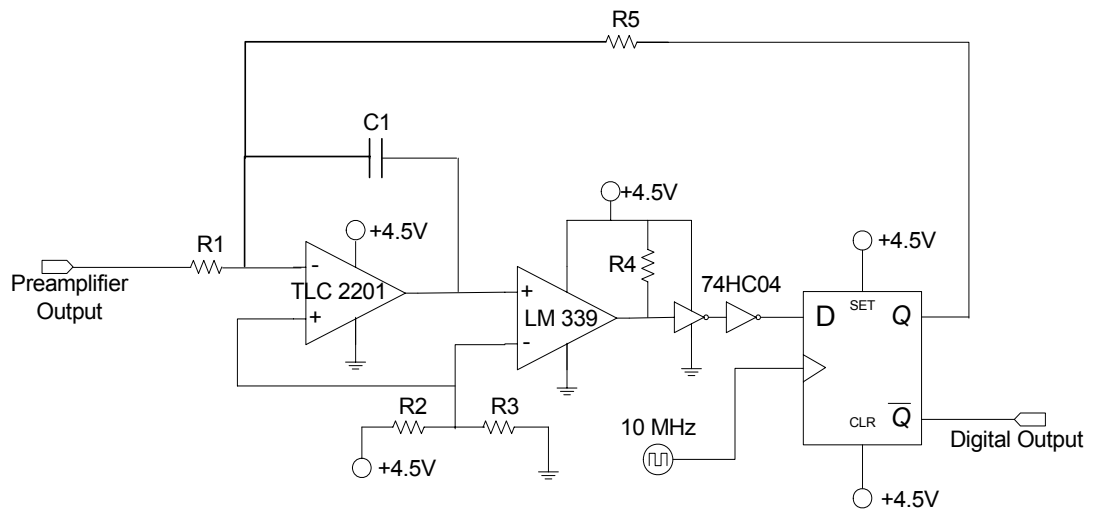 R5
C1
+4.5V
R1
+4.5V
Preamplifier
Output
-
TLC 2201
+
R4
74HC04
+
LM 339
-
+4.5V
D
SET
Q
CLR
Q
R2
R3
+4.5V
10 MHz
Digital Output
+4.5V